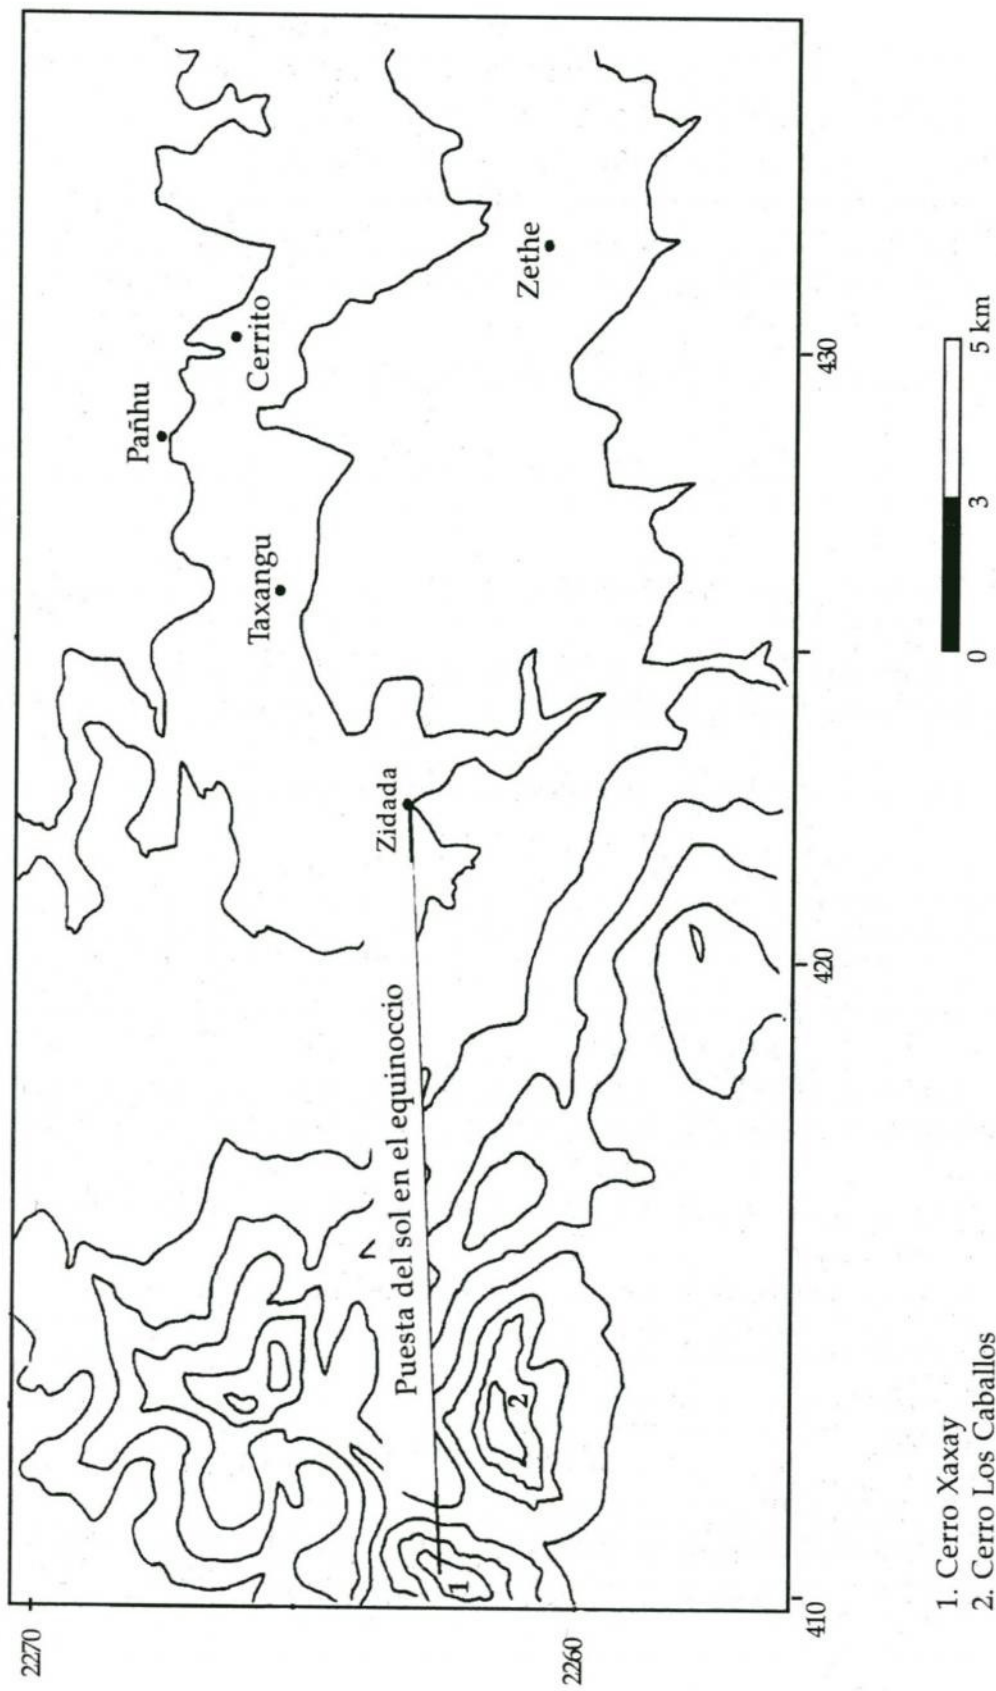 2270
2260
410
420
430
Pañhu
Cerrito
Taxangu
Zethe
Zidada
Puesta del sol en el equinoccio
1
2
0 3 5 km
1. Cerro Xaxay
2. Cerro Los Caballos